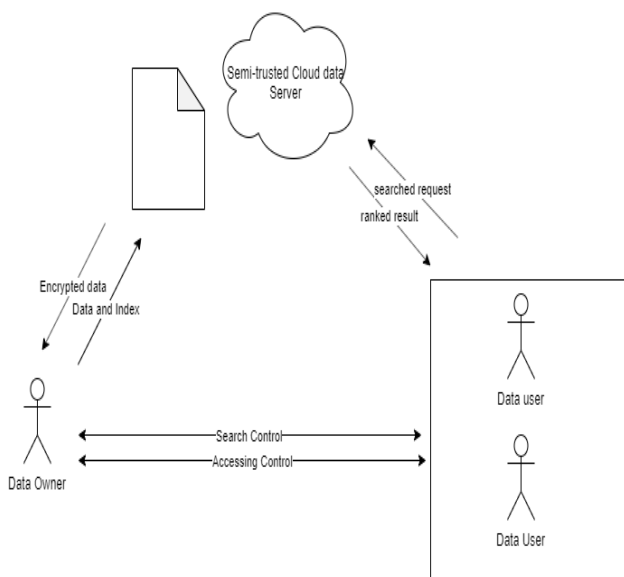 Semi-trusted Cloud data
Server
searched request
ranked result
Encrypted data
Data and Index
Data user
Search Control
Accessing Control
Data Owner
Data User